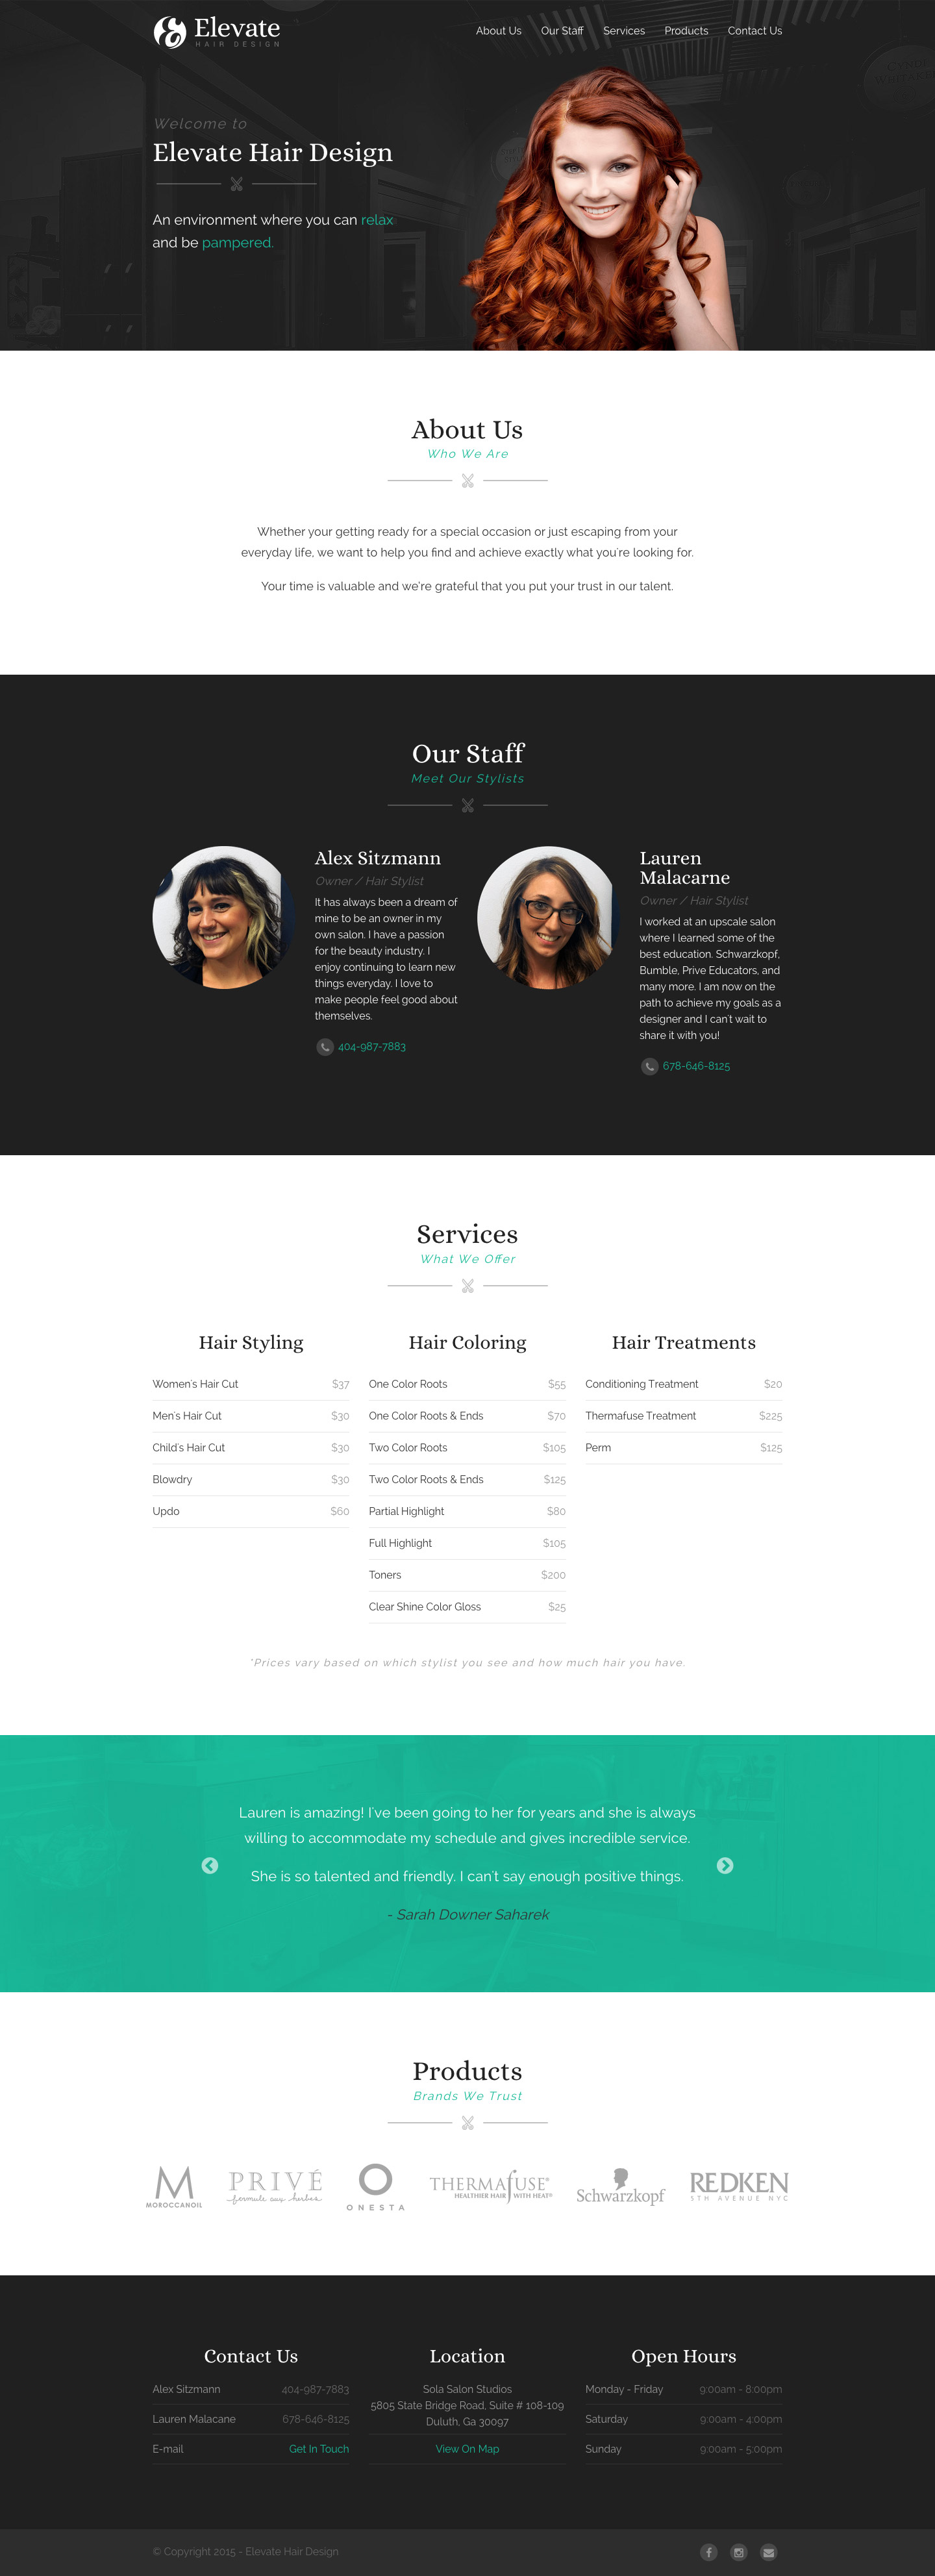 Elevate
HAIR DESIGN
About Us
Our Staff
Services
Products
Contact Us
Welcome to
Elevate Hair Design
An environment where you can relax
and be pampered.
About Us
Who We Are
Whether your getting ready for a special occasion or just escaping from your
everyday life, we want to help you find and achieve exactly what you're looking for.
Your time is valuable and we're grateful that you put your trust in our talent.
Our Staff
Meet Our Stylists
Alex Sitzmann
Owner / Hair Stylist
It has always been a dream of
mine to be an owner in my
own salon. I have a passion
for the beauty industry. I
enjoy continuing to learn new
things everyday. I love to
make people feel good about
themselves.
404-987-7883
Lauren
Malacarne
Owner / Hair Stylist
I worked at an upscale salon
where I learned some of the
best education. Schwarzkopf,
Bumble, Prive Educators, and
many more. I am now on the
path to achieve my goals as a
designer and I can't wait to
share it with you!
678-646-8125
Services
What We Offer
Hair Styling
Women's Hair Cut $37
Men's Hair Cut $30
Child's Hair Cut $30
Blowdry $30
Updo $60
Hair Coloring
One Color Roots $55
One Color Roots & Ends $70
Two Color Roots $105
Two Color Roots & Ends $125
Partial Highlight $80
Full Highlight $105
Toners $200
Clear Shine Color Gloss $25
Hair Treatments
Conditioning Treatment $20
Thermafuse Treatment $225
Perm $125
*Prices vary based on which stylist you see and how much hair you have.
Lauren is amazing! I've been going to her for years and she is always
willing to accommodate my schedule and gives incredible service.
She is so talented and friendly. I can't say enough positive things.
- Sarah Downer Saharek
Products
Brands We Trust
M
MOROCCANOIL
PRIVÉ
formule aux herbes
ONESTA
THERMAFUSE®
HEALTHIER HAIR WITH HEAT®
Schwarzkopf
REDKEN
5TH AVENUE NYC
Contact Us
Alex Sitzmann 404-987-7883
Lauren Malacane 678-646-8125
E-mail Get In Touch
Location
Sola Salon Studios
5805 State Bridge Road, Suite # 108-109
Duluth, Ga 30097
View On Map
Open Hours
Monday - Friday 9:00am - 8:00pm
Saturday 9:00am - 4:00pm
Sunday 9:00am - 5:00pm
© Copyright 2015 - Elevate Hair Design